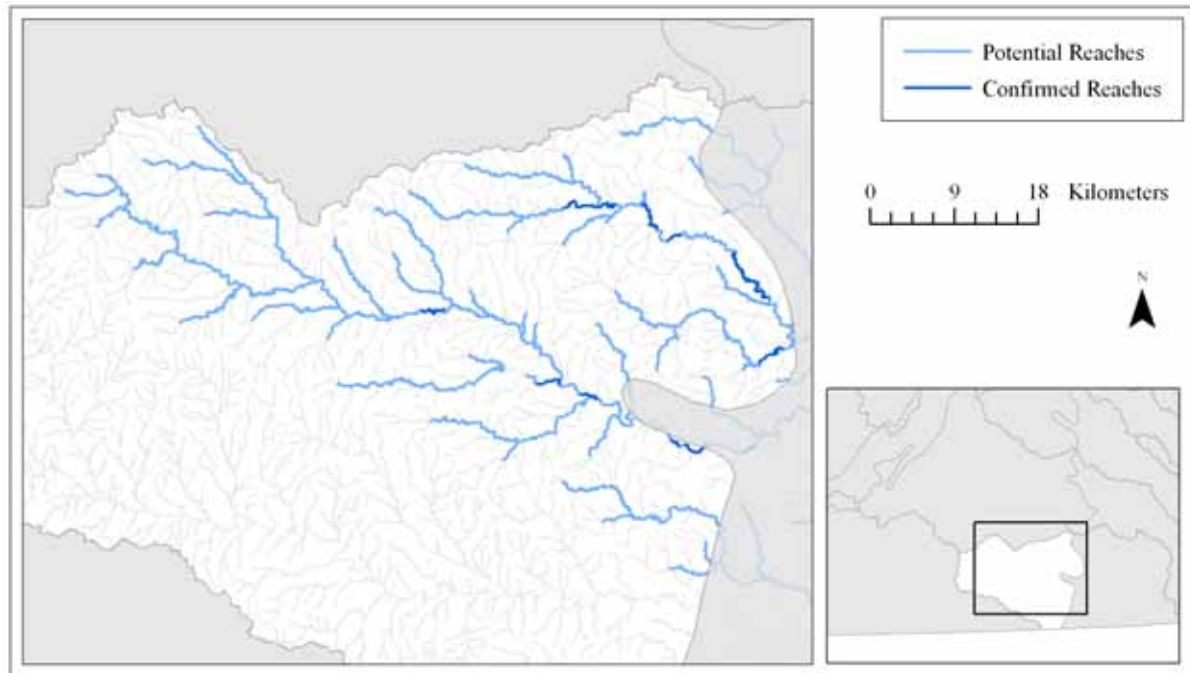 Potential Reaches
Confirmed Reaches
0 9 18 Kilometers
N